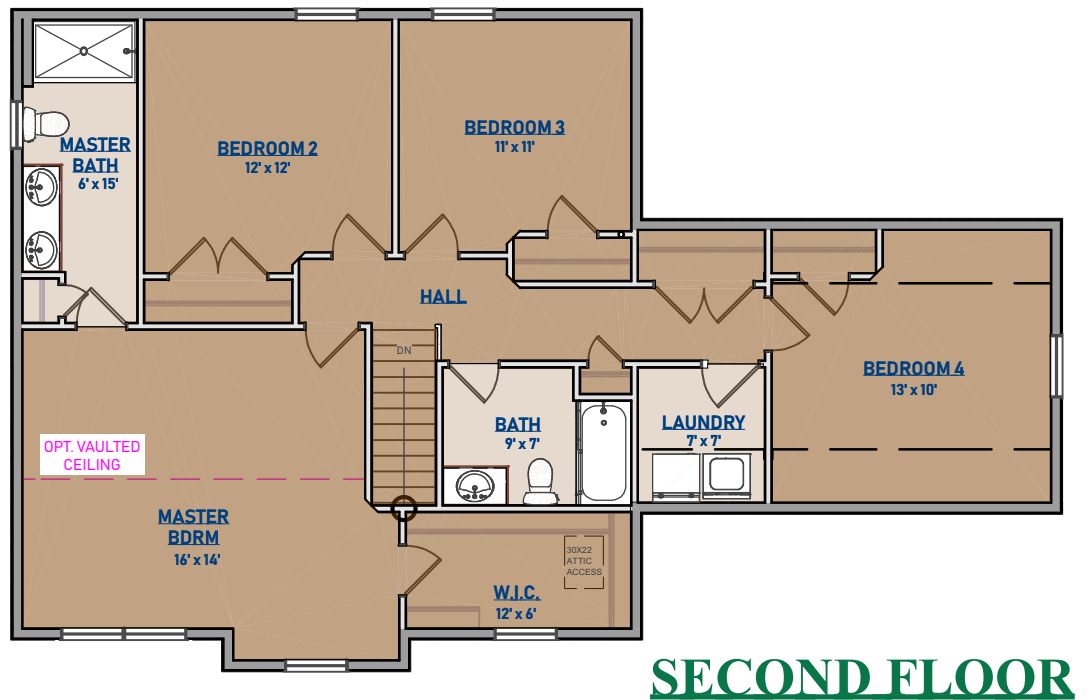 MASTER
BATH
6' x 15'
BEDROOM 2
12' x 12'
BEDROOM 3
11' x 11'
HALL
DN
BEDROOM 4
13' x 10'
BATH
9' x 7'
LAUNDRY
7' x 7'
OPT. VAULTED
CEILING
MASTER
BDRM
16' x 14'
30X22
ATTIC
ACCESS
W.I.C.
12' x 6'
SECOND FLOOR